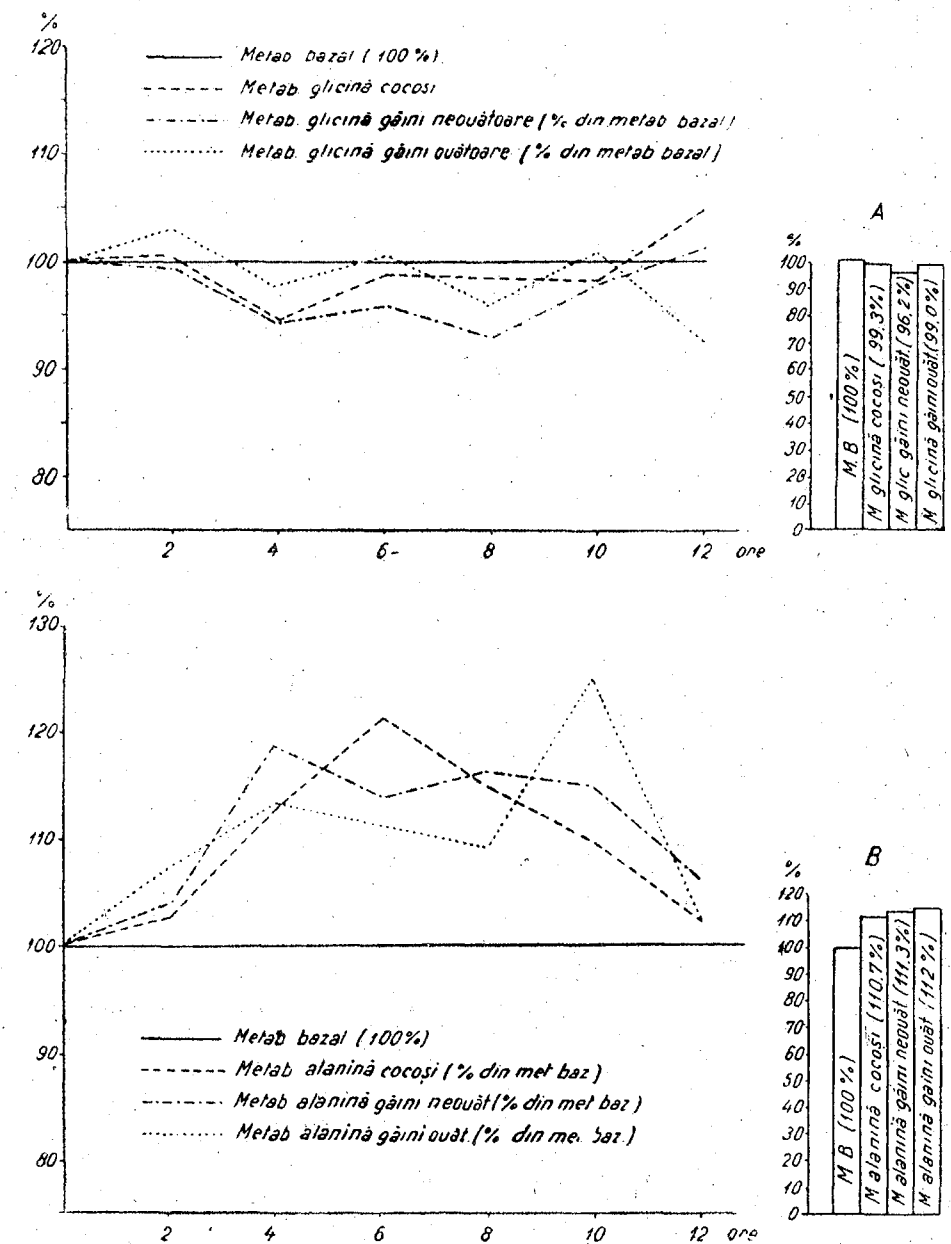 %
120
Metab bazal (100%)
Metab. glicină cocoși
Metab. glicină găini neouătoare (% din metab bazal)
Metab. glicină găini ouătoare (% din metab bazal)
110
100
90
80
2 4 6 8 10 12 ore
A
%
100
90
80
70
60
50
40
30
20
10
0
M B (100%)
M glicină cocoși (99.3%)
M glic găini neouăt. (96.2%)
M glicină găini ouăt. (99.0%)
%
130
120
110
100
90
80
Metab bazal (100%)
Metab alanină cocoși (% din met baz)
Metab alanină găini neouăt (% din met baz)
Metab alanină găini ouăt. (% din met baz.)
2 4 6 8 10 12 ore
B
%
120
110
100
90
80
70
60
50
40
30
20
10
0
M B (100%)
M alanină cocoși (110.7%)
M alanină găini neouăt (111.3%)
M alanină găini ouăt (112%)